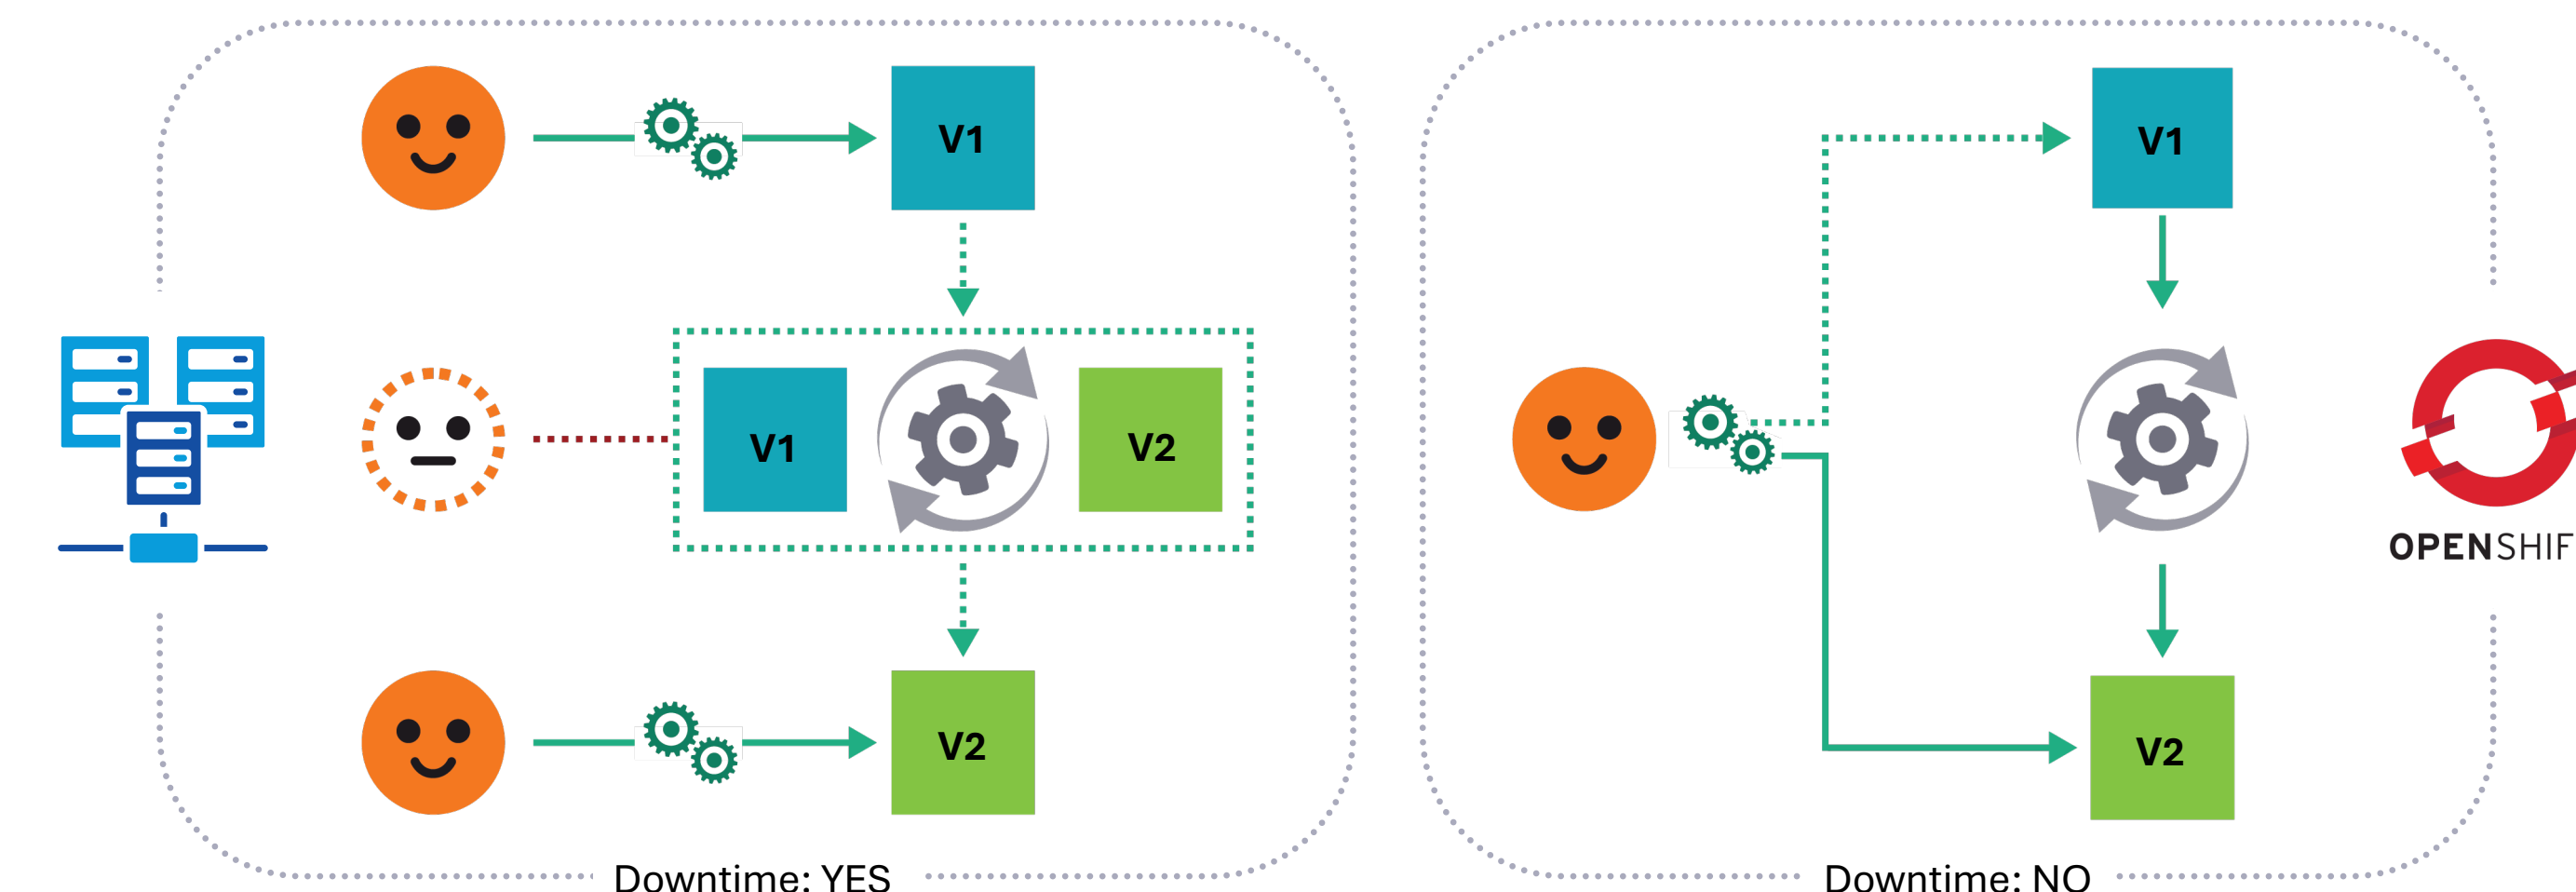 V1
V1
V2
V2
Downtime: YES
V1
V2
Downtime: NO
OPENSHIF